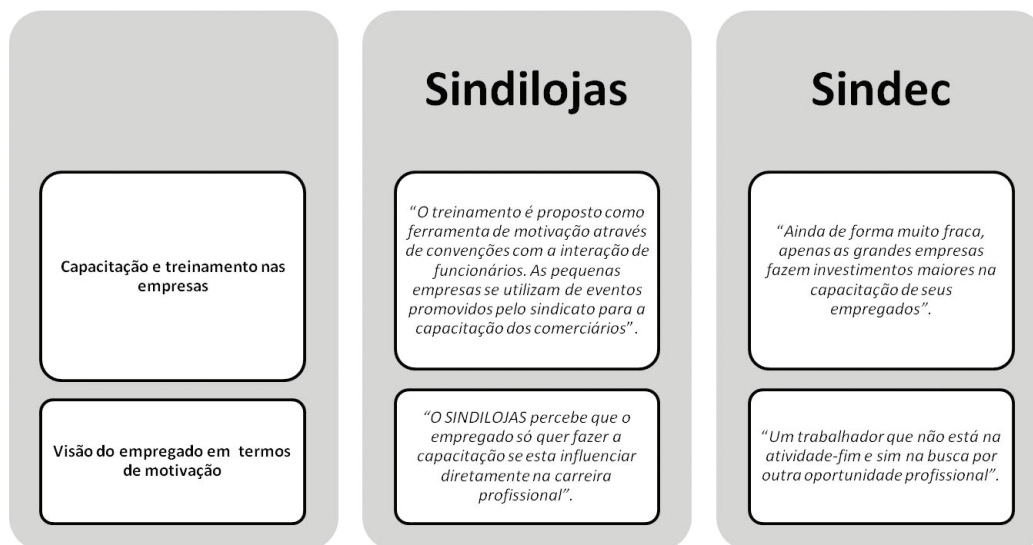 Sindilojas
Sindec
Capacitação e treinamento nas
empresas
“O treinamento é proposto como
ferramenta de motivação através
de convenções com a interação de
funcionários. As pequenas
empresas se utilizam de eventos
promovidos pelo sindicato para a
capacitação dos comerciários”.
“Ainda de forma muito fraca,
apenas as grandes empresas
fazem investimentos maiores na
capacitação de seus
empregados”.
Visão do empregado em termos
de motivação
“O SINDILOJAS percebe que o
empregado só quer fazer a
capacitação se esta influenciar
diretamente na carreira
profissional”.
“Um trabalhador que não está na
atividade-fim e sim na busca por
outra oportunidade profissional”.